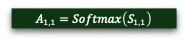 A₁,₁ = Softmax(S₁,₁)